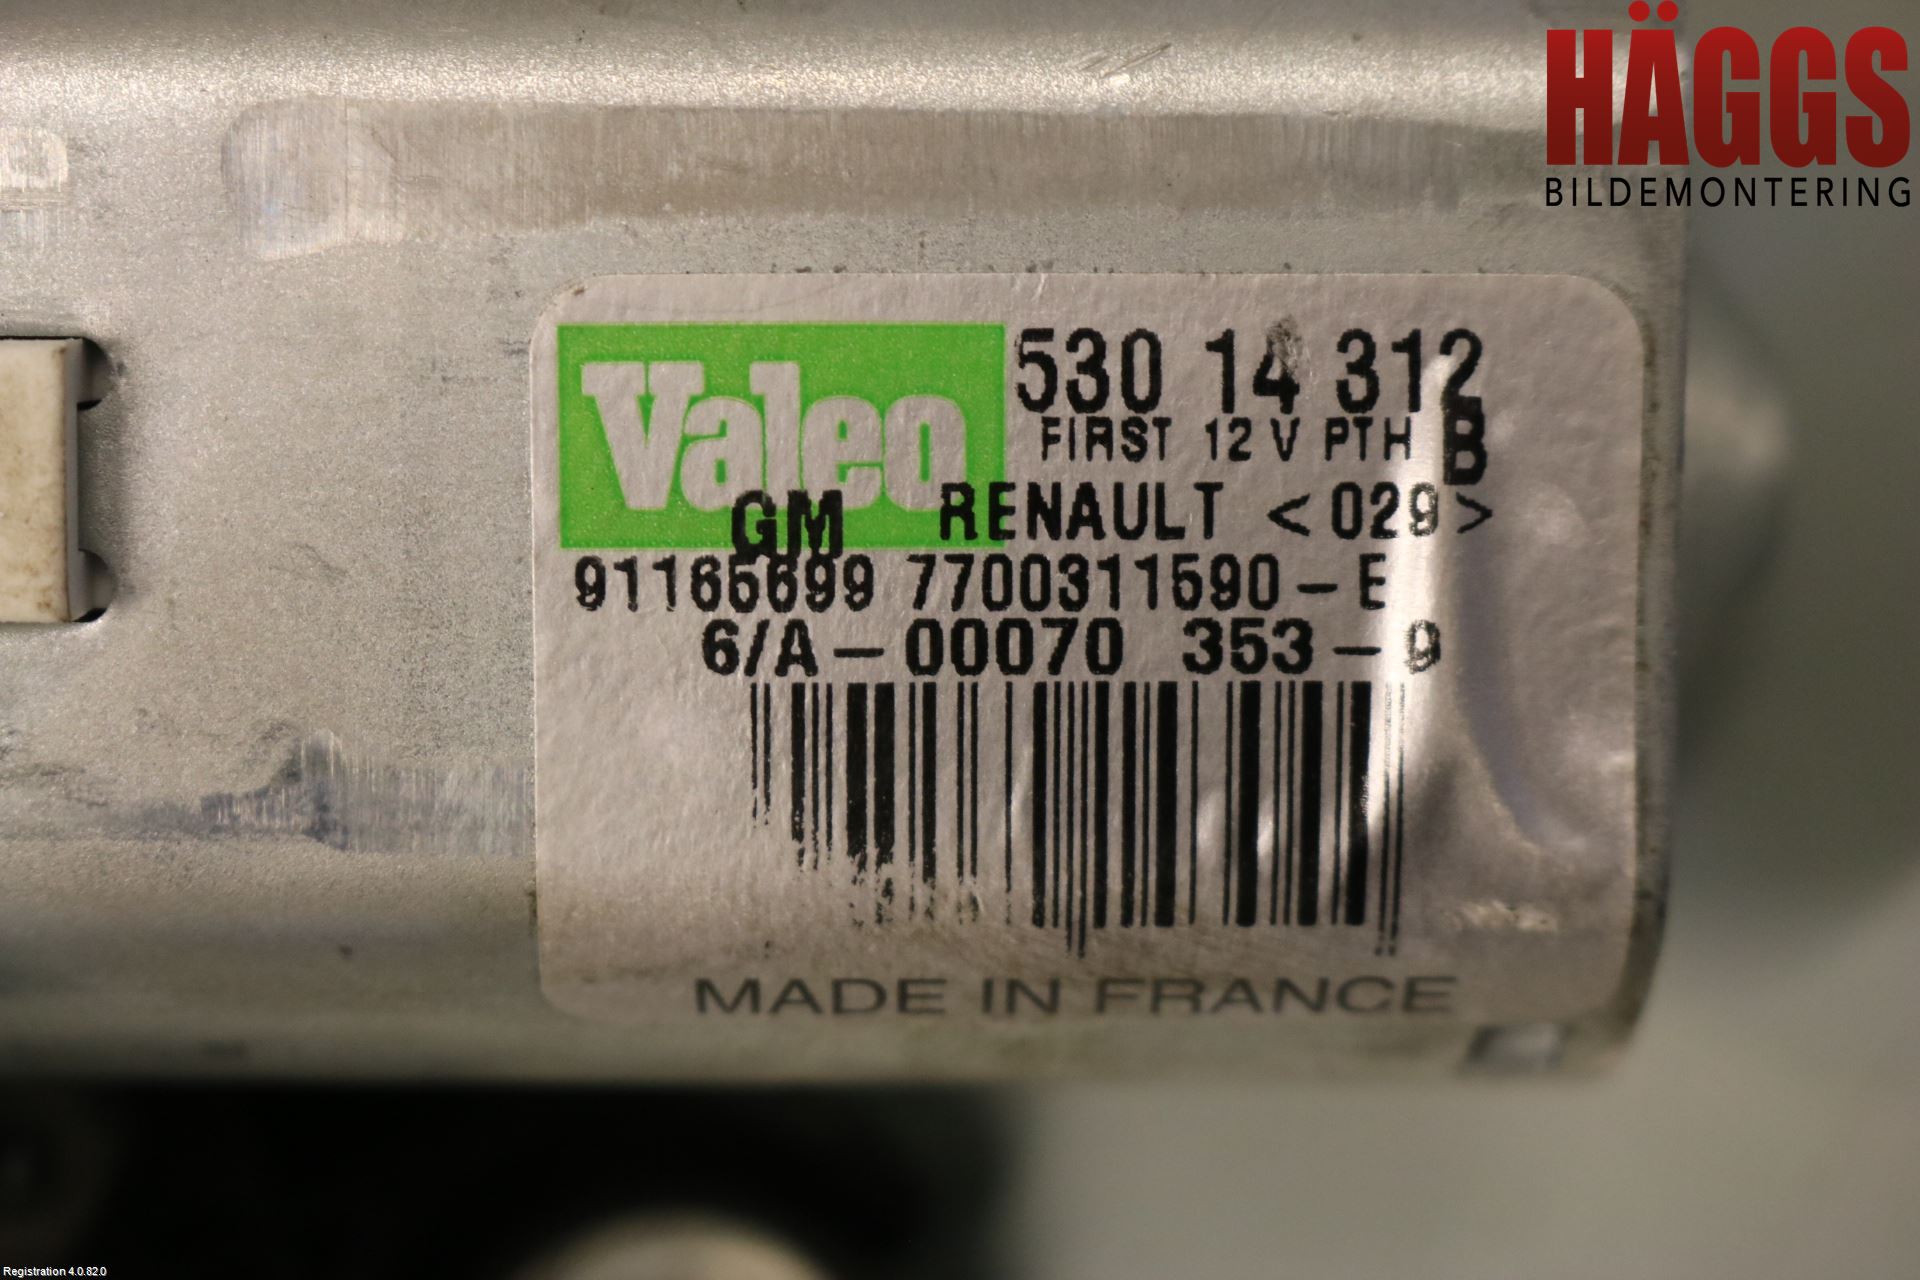 HÄGGS
BILDEMONTERING
Valeo
530 14 312
FIRST 12 V PTH B
GM RENAULT <029>
91165699 7700311590-E
6/A-00070 353-9
MADE IN FRANCE
Registration 4.0.82.0